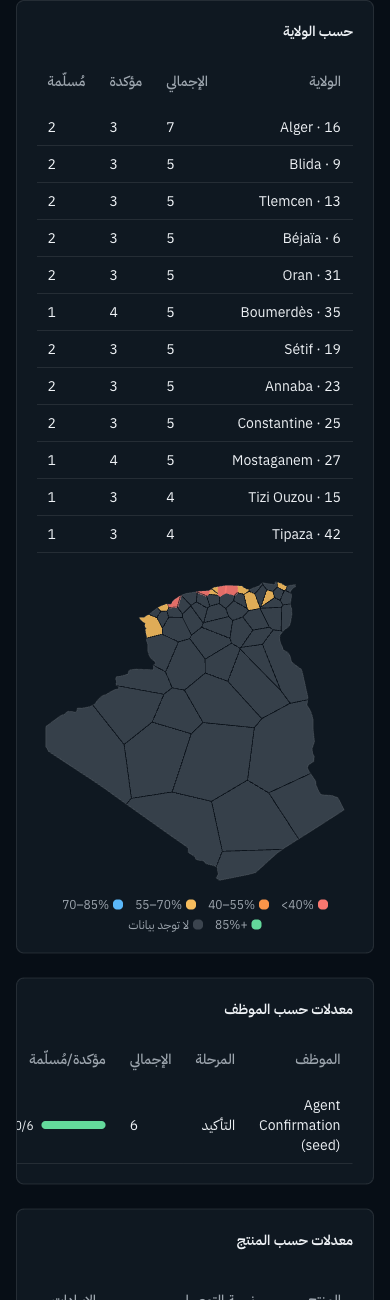 حسب الولاية
الولاية الإجمالي مؤكدة مُسلّمة
16 · Alger 7 3 2
9 · Blida 5 3 2
13 · Tlemcen 5 3 2
6 · Béjaïa 5 3 2
31 · Oran 5 3 2
35 · Boumerdès 5 4 1
19 · Sétif 5 3 2
23 · Annaba 5 3 2
25 · Constantine 5 3 2
27 · Mostaganem 5 4 1
15 · Tizi Ouzou 4 3 1
42 · Tipaza 4 3 1
<40% 40–55% 55–70% 70–85%
85%+ لا توجد بيانات
معدلات حسب الموظف
الموظف المرحلة الإجمالي مؤكدة/مُسلّمة
Agent
Confirmation
(seed)
التأكيد 6 0/6
معدلات حسب المنتج